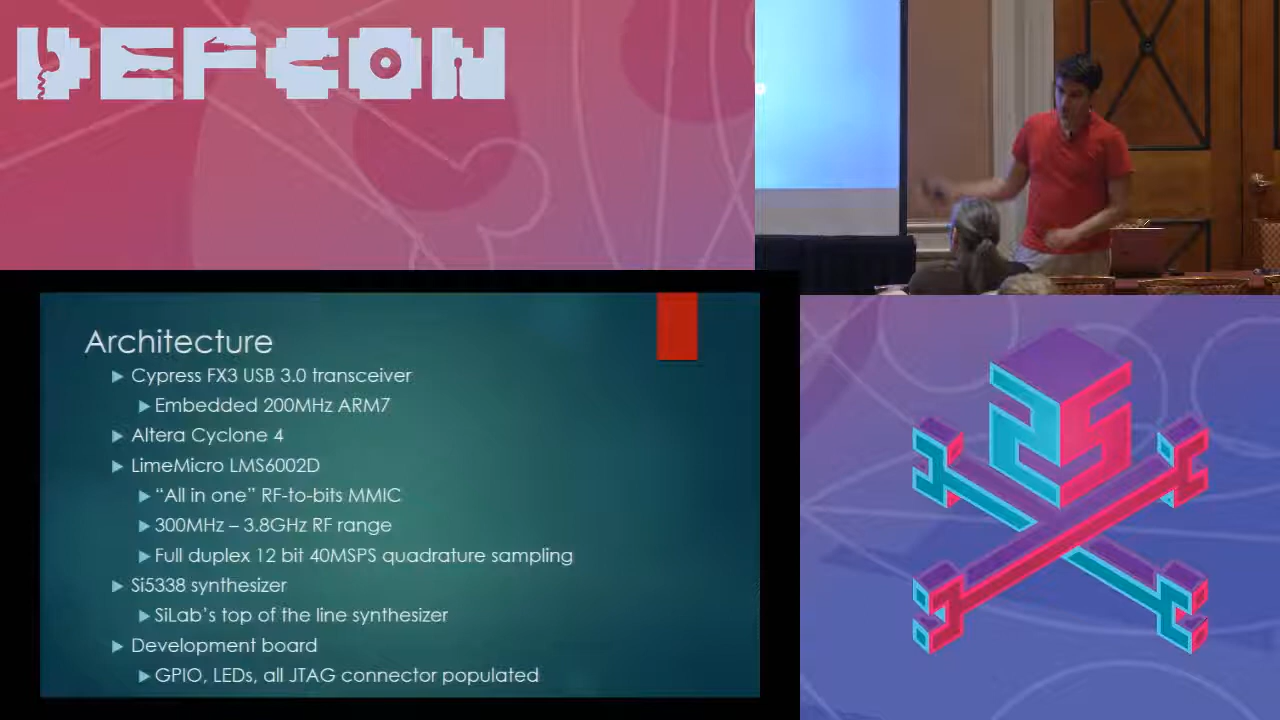 DEFCON
Architecture
Cypress FX3 USB 3.0 transceiver
Embedded 200MHz ARM7
Altera Cyclone 4
LimeMicro LMS6002D
“All in one” RF-to-bits MMIC
300MHz – 3.8GHz RF range
Full duplex 12 bit 40MSPS quadrature sampling
Si5338 synthesizer
SiLab’s top of the line synthesizer
Development board
GPIO, LEDs, all JTAG connector populated
25